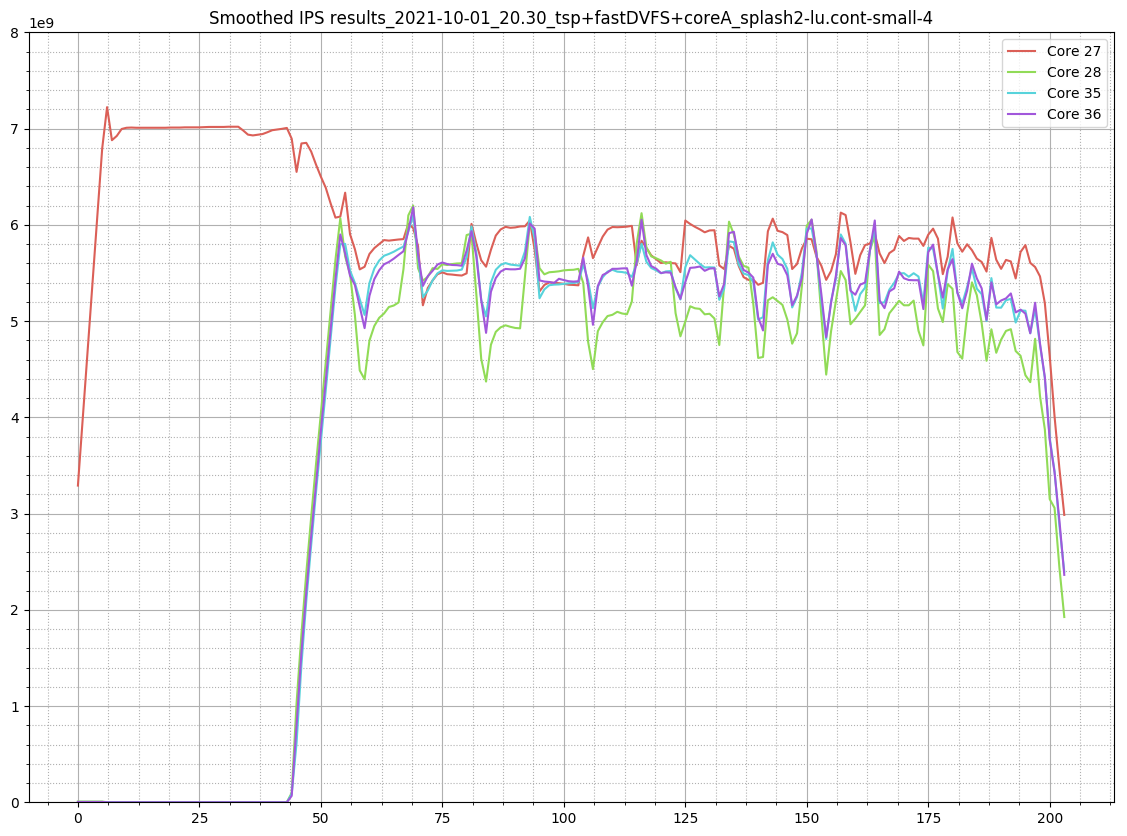 Smoothed IPS results_2021-10-01_20.30_tsp+fastDVFS+coreA_splash2-lu.cont-small-4
1e9
8
7
6
5
4
3
2
1
0
0 25 50 75 100 125 150 175 200
Core 27
Core 28
Core 35
Core 36